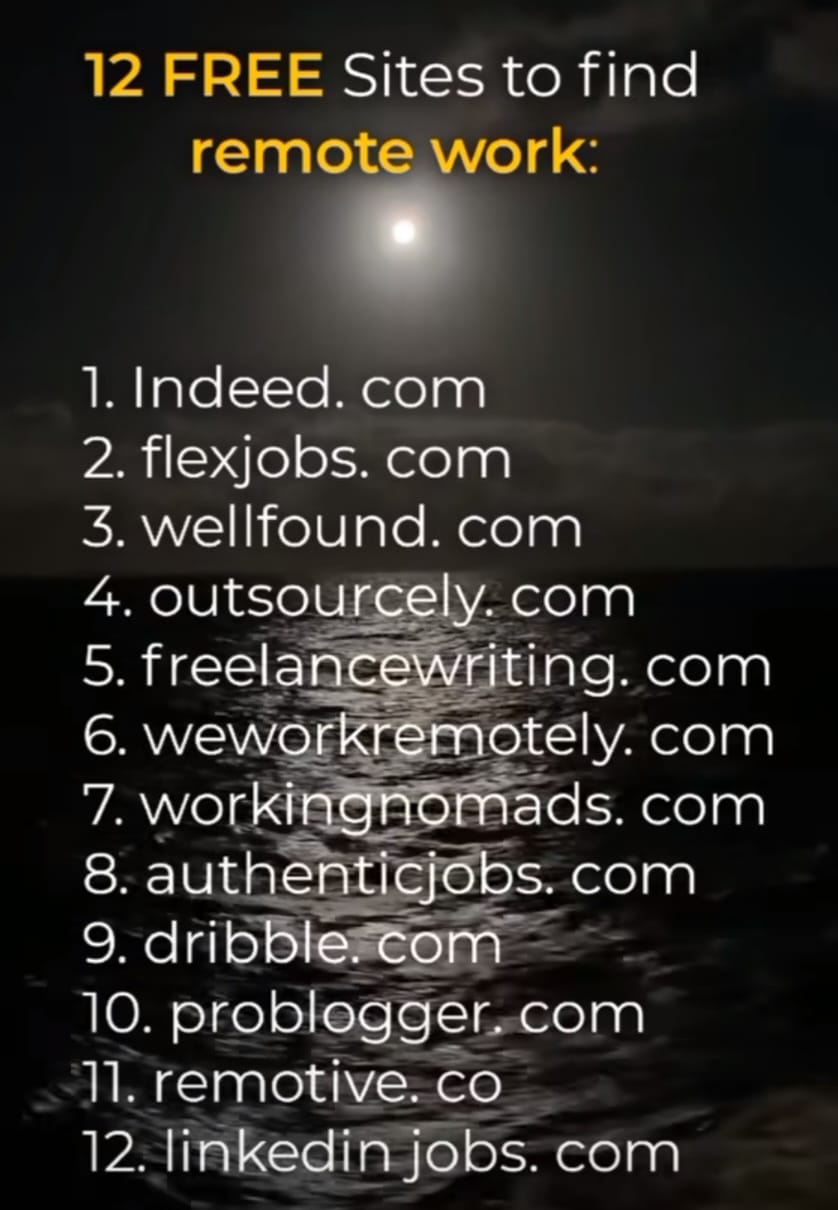 12 FREE Sites to find
remote work:
1. Indeed. com
2. flexjobs. com
3. wellfound. com
4. outsourcely. com
5. freelancewriting. com
6. weworkremotely. com
7. workingnomads. com
8. authenticjobs. com
9. dribble. com
10. problogger. com
11. remotive. co
12. linkedin jobs. com